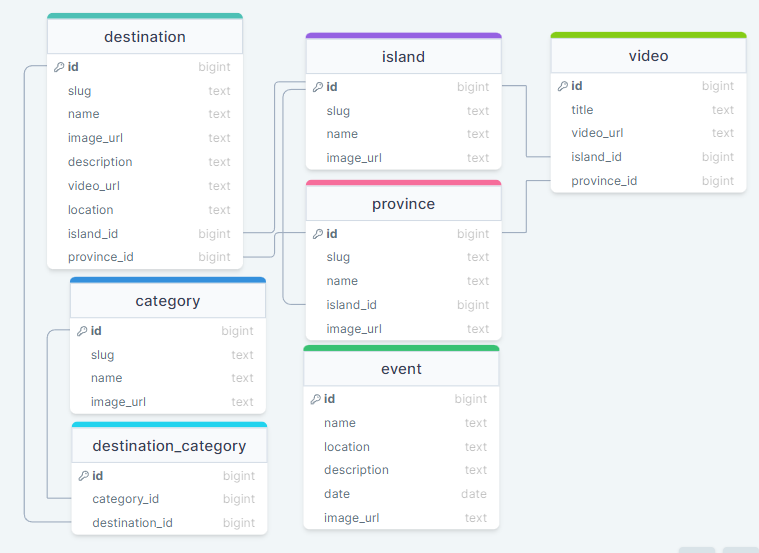 destination
id bigint
slug text
name text
image_url text
description text
video_url text
location text
island_id bigint
province_id bigint
category
id bigint
slug text
name text
image_url text
destination_category
id bigint
category_id bigint
destination_id bigint
island
id bigint
slug text
name text
image_url text
province
id bigint
slug text
name text
island_id bigint
image_url text
event
id bigint
name text
location text
description text
date date
image_url text
video
id bigint
title text
video_url text
island_id bigint
province_id bigint